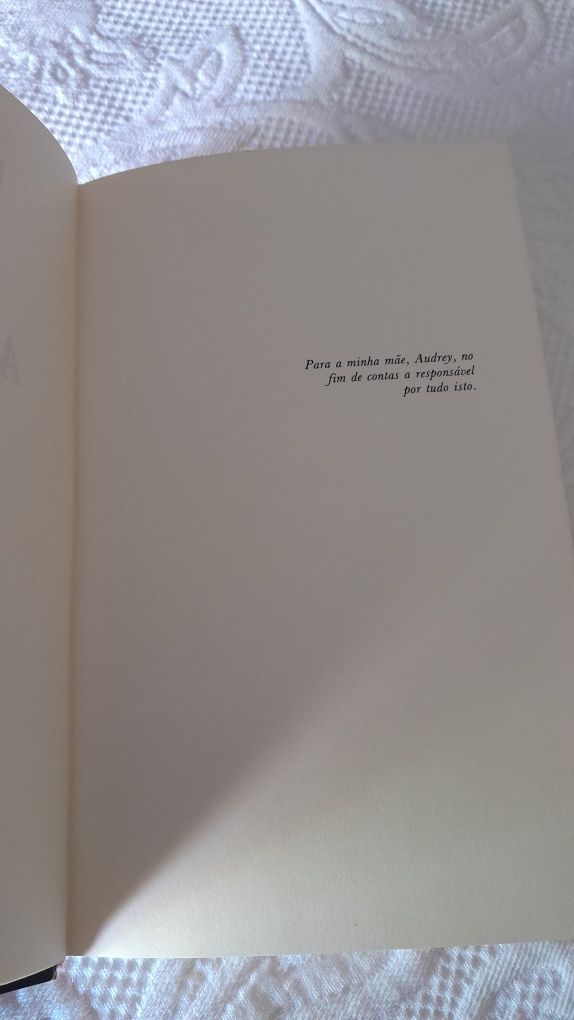 Para a minha mãe, Audrey, no
fim de contas a responsável
por tudo isto.